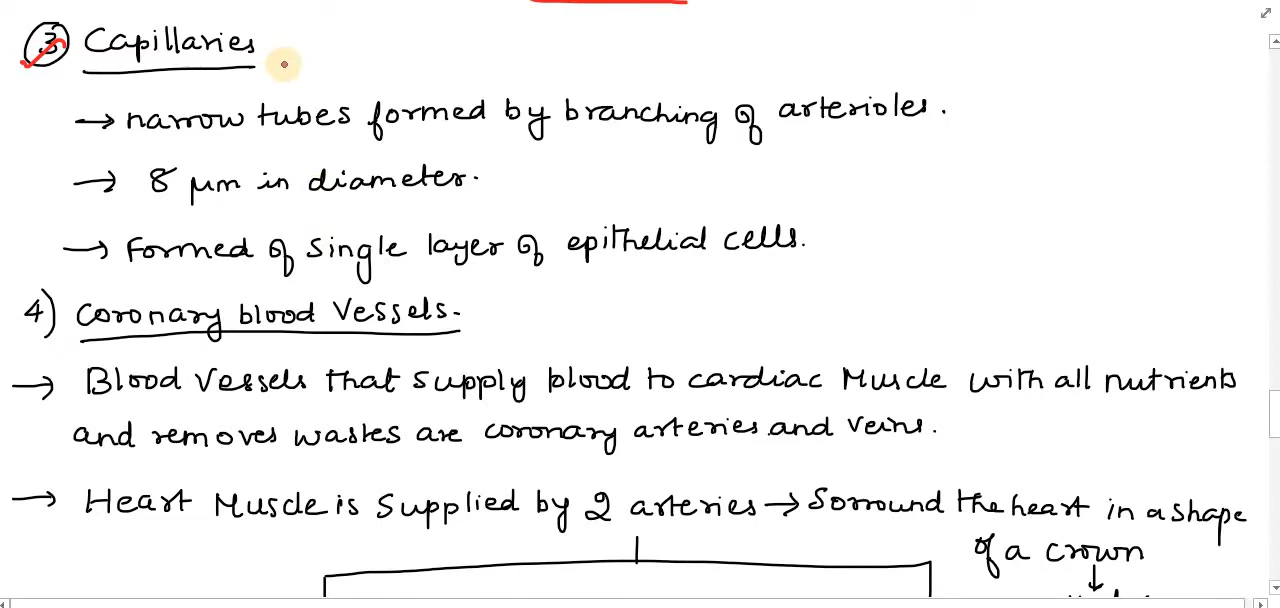 ③ Capillaries
→ narrow tubes formed by branching of arterioles.
→ 8 μm in diameter.
→ Formed of single layer of epithelial cells.
4) Coronary blood Vessels.
→ Blood Vessels that supply blood to cardiac Muscle with all nutrients
and removes wastes are coronary arteries and veins.
→ Heart Muscle is supplied by 2 arteries → Sorround the heart in a shape
of a crown
↓